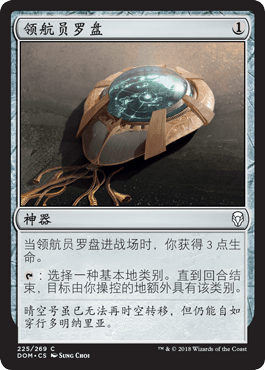 领航员罗盘 1
神器
当领航员罗盘进战场时，你获得３点生
命。
：选择一种基本地类别。直到回合结
束，目标由你操控的地额外具有该类别。
晴空号虽已无法再时空转移，但仍能自如
穿行多明纳里亚。
225/269 C
DOM • CS SUNG CHOI
™ & © 2018 Wizards of the Coast